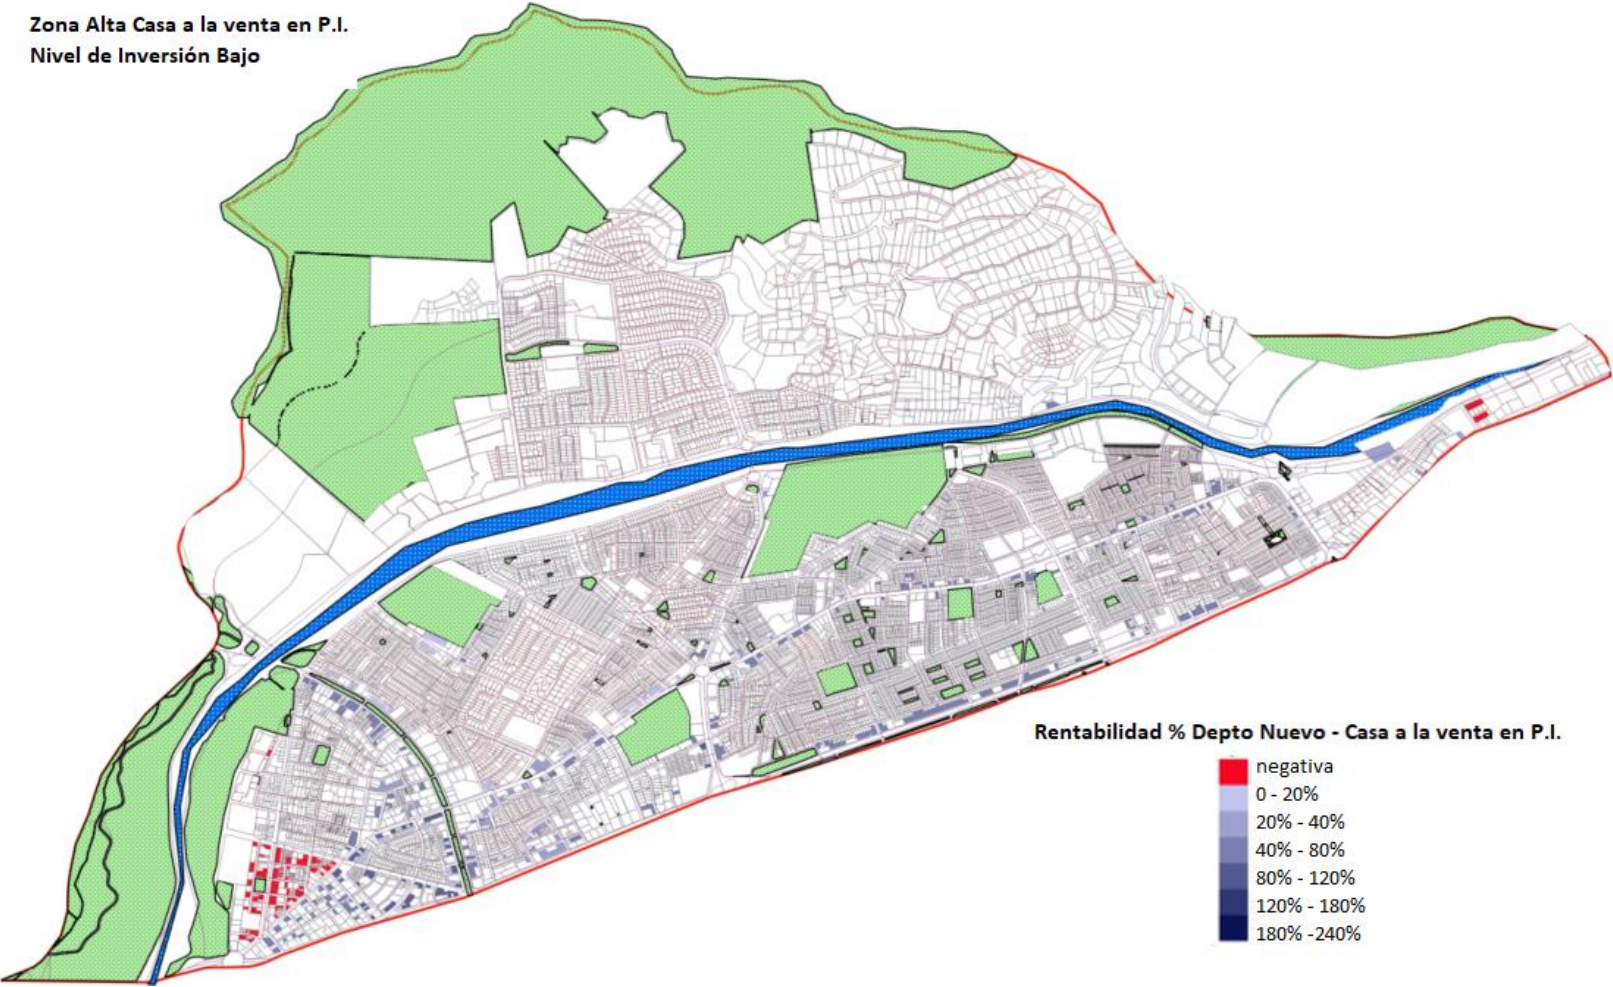 Zona Alta Casa a la venta en P.I.
Nivel de Inversión Bajo
Rentabilidad % Depto Nuevo - Casa a la venta en P.I.
negativa
0 - 20%
20% - 40%
40% - 80%
80% - 120%
120% - 180%
180% -240%